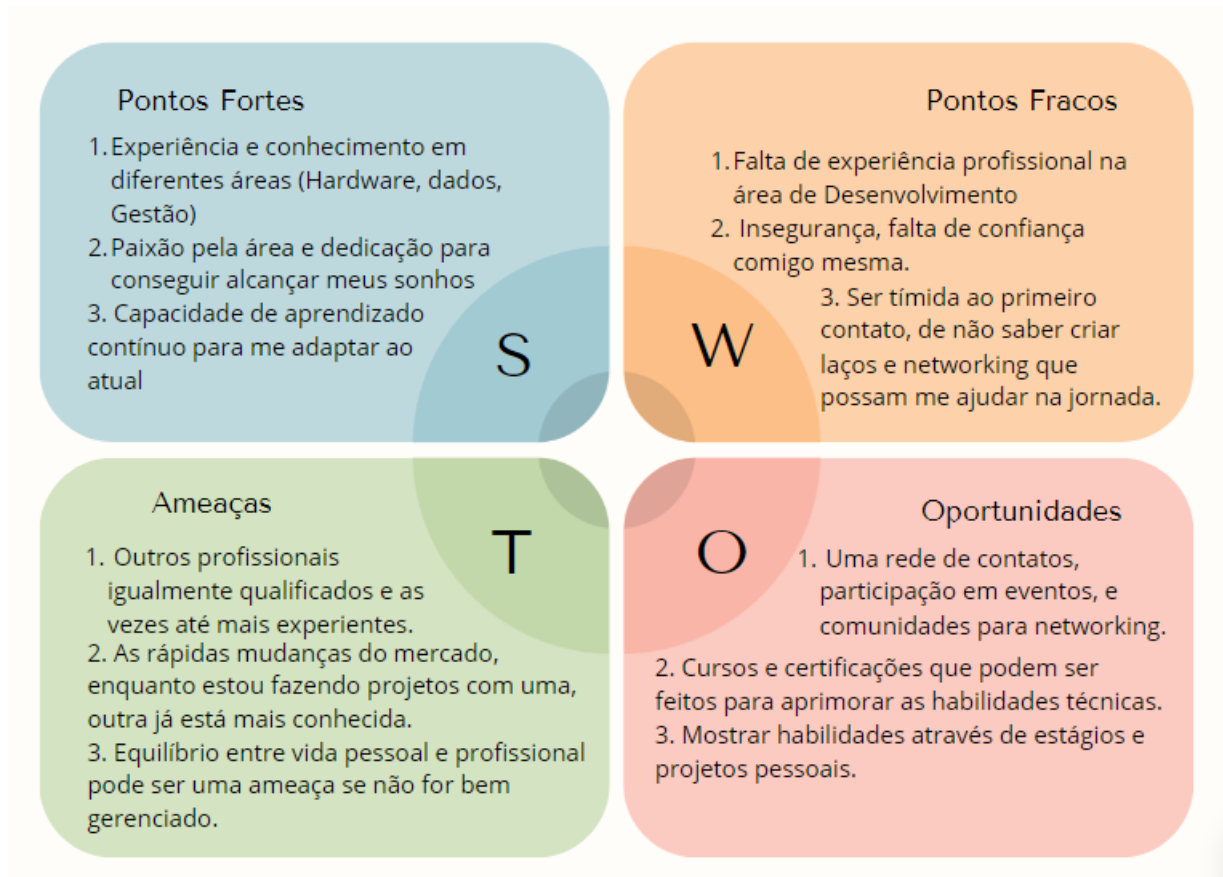 Pontos Fortes
1. Experiência e conhecimento em
diferentes áreas (Hardware, dados,
Gestão)
2. Paixão pela área e dedicação para
conseguir alcançar meus sonhos
3. Capacidade de aprendizado
contínuo para me adaptar ao
atual
S
Pontos Fracos
1. Falta de experiência profissional na
área de Desenvolvimento
2. Insegurança, falta de confiança
comigo mesma.
3. Ser tímida ao primeiro
contato, de não saber criar
laços e networking que
possam me ajudar na jornada.
W
Ameaças
1. Outros profissionais
igualmente qualificados e as
vezes até mais experientes.
2. As rápidas mudanças do mercado,
enquanto estou fazendo projetos com uma,
outra já está mais conhecida.
3. Equilíbrio entre vida pessoal e profissional
pode ser uma ameaça se não for bem
gerenciado.
T
Oportunidades
1. Uma rede de contatos,
participação em eventos, e
comunidades para networking.
2. Cursos e certificações que podem ser
feitos para aprimorar as habilidades técnicas.
3. Mostrar habilidades através de estágios e
projetos pessoais.
O